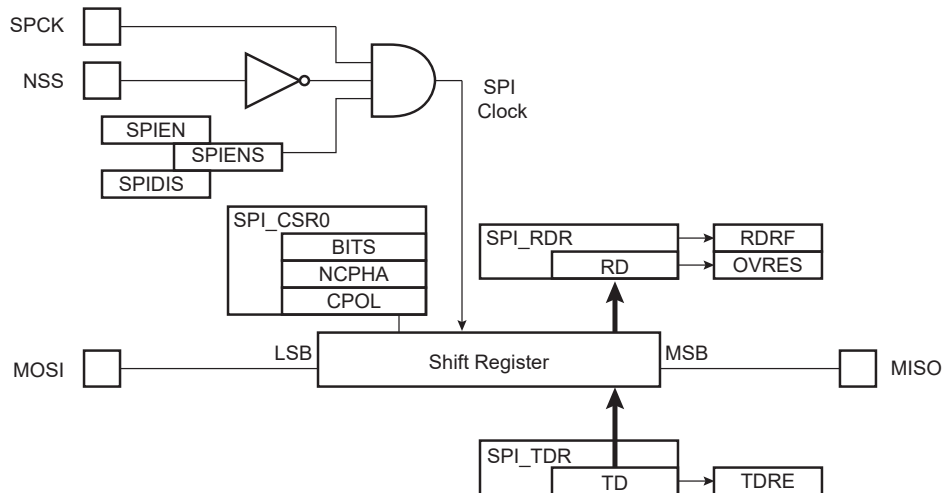 SPCK
NSS
SPI
Clock
SPIEN
SPIENS
SPIDIS
SPI_CSR0
BITS
NCPHA
CPOL
SPI_RDR
RD
RDRF
OVRES
LSB
Shift Register
MSB
MOSI
MISO
SPI_TDR
TD
TDRE